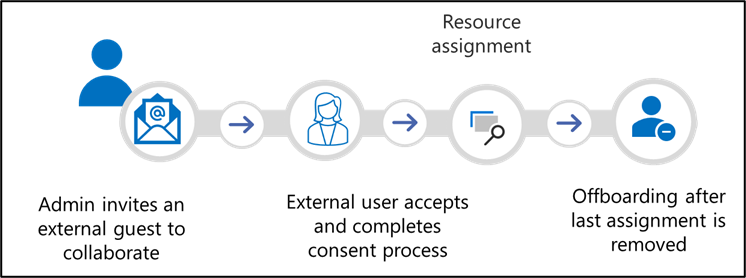 Resource
assignment
@
Admin invites an
external guest to
collaborate
External user accepts
and completes
consent process
Offboarding after
last assignment is
removed